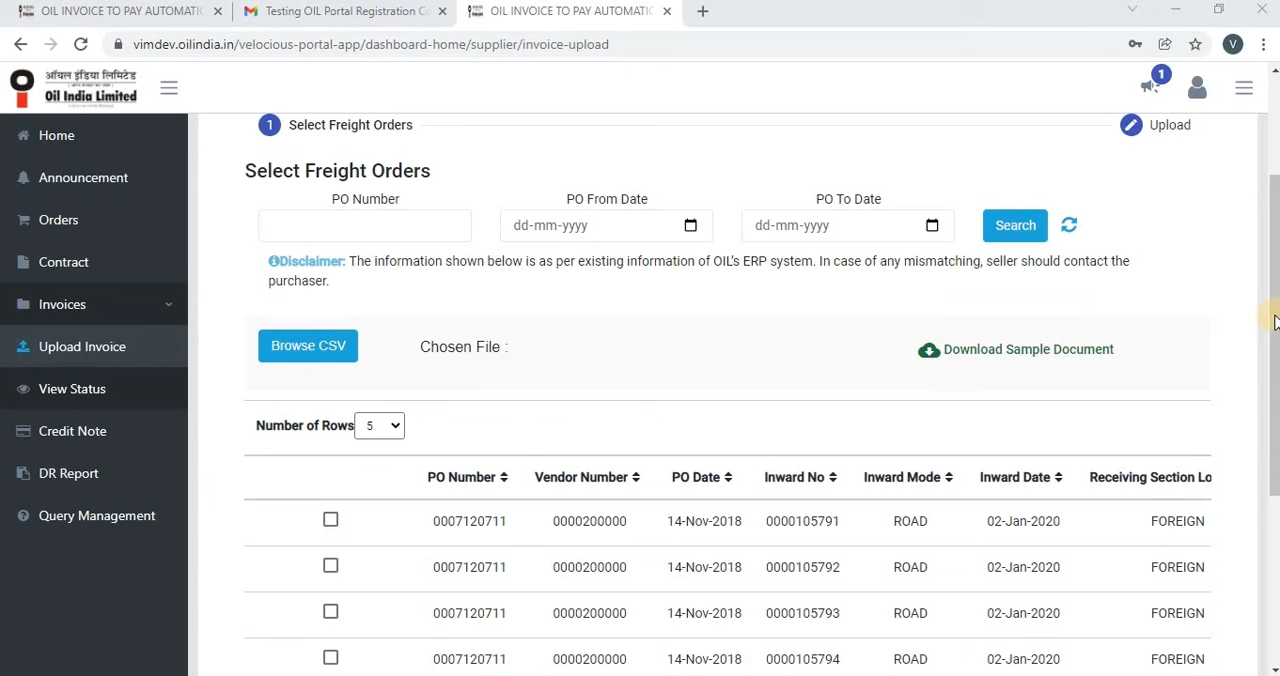 OIL INVOICE TO PAY AUTOMATIC
Testing OIL Portal Registration Co
OIL INVOICE TO PAY AUTOMATIC
vimdev.oilindia.in/velocious-portal-app/dashboard-home/supplier/invoice-upload
V
ऑयल इंडिया लिमिटेड
Oil India Limited
1
Home
Announcement
Orders
Contract
Invoices
Upload Invoice
View Status
Credit Note
DR Report
Query Management
1 Select Freight Orders
Upload
Select Freight Orders
PO Number PO From Date PO To Date
dd-mm-yyyy dd-mm-yyyy Search
Disclaimer: The information shown below is as per existing information of OIL's ERP system. In case of any mismatching, seller should contact the
purchaser.
Browse CSV Chosen File : Download Sample Document
Number of Rows 5
PO Number Vendor Number PO Date Inward No Inward Mode Inward Date Receiving Section Lo
0007120711 0000200000 14-Nov-2018 0000105791 ROAD 02-Jan-2020 FOREIGN
0007120711 0000200000 14-Nov-2018 0000105792 ROAD 02-Jan-2020 FOREIGN
0007120711 0000200000 14-Nov-2018 0000105793 ROAD 02-Jan-2020 FOREIGN
0007120711 0000200000 14-Nov-2018 0000105794 ROAD 02-Jan-2020 FOREIGN